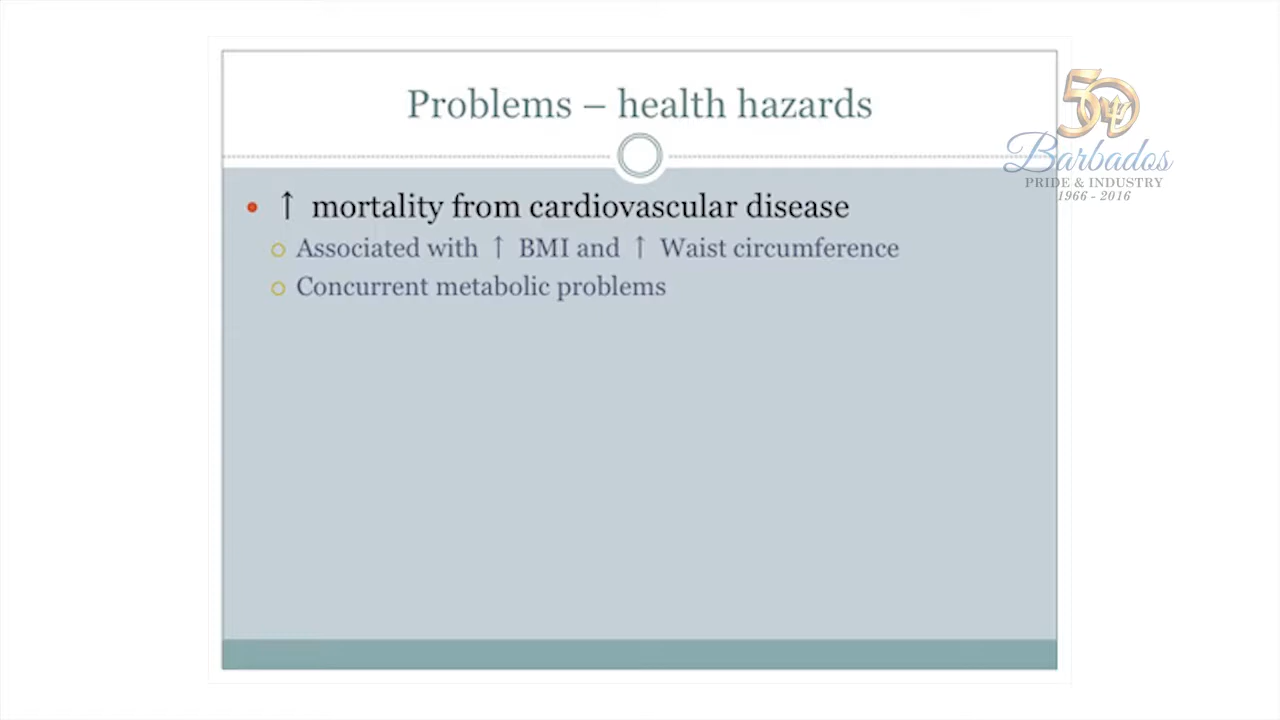 Problems – health hazards
50
Barbados
PRIDE & INDUSTRY
1966 - 2016
↑ mortality from cardiovascular disease
Associated with ↑ BMI and ↑ Waist circumference
Concurrent metabolic problems